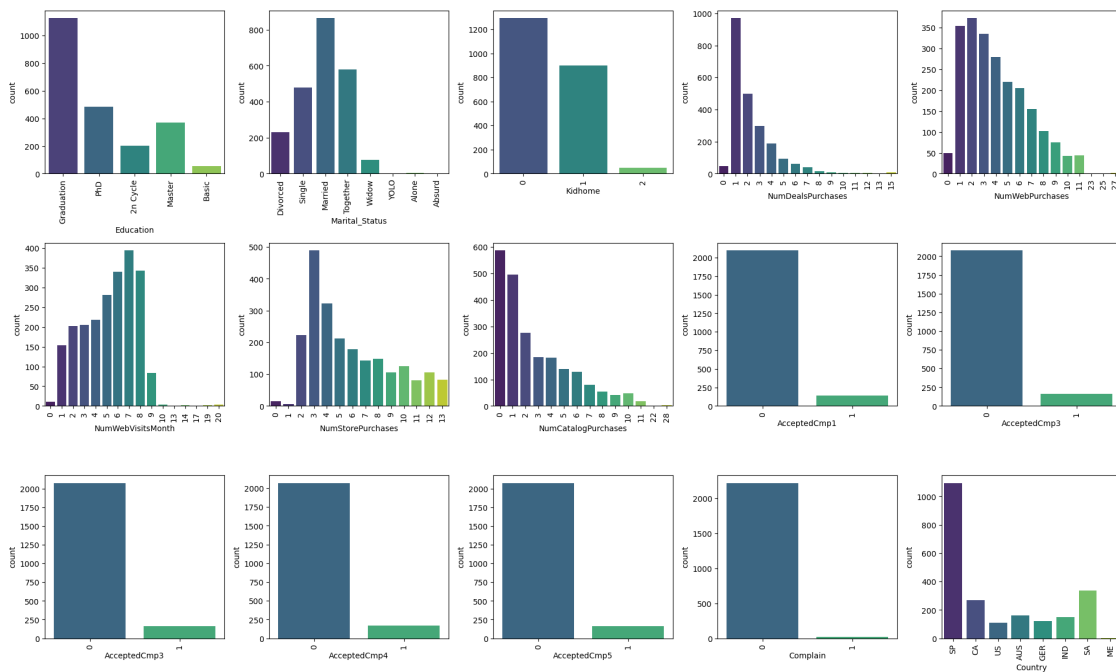 1000
800
600
400
200
0
count
Graduation
PhD
2n Cycle
Master
Basic
Education
800
600
400
200
0
count
Divorced
Single
Married
Together
Widow
YOLO
Alone
Absurd
Marital_Status
1200
1000
800
600
400
200
0
count
0 1 2
Kidhome
1000
800
600
400
200
0
count
0 1 2 3 4 5 6 7 8 9 10 11 12 13 15
NumDealsPurchases
350
300
250
200
150
100
50
0
count
0 1 2 3 4 5 6 7 8 9 10 11 23 25 27
NumWebPurchases
400
350
300
250
200
150
100
50
0
count
0 1 2 3 4 5 6 7 8 9 10 13 14 17 19 20
NumWebVisitsMonth
500
400
300
200
100
0
count
0 1 2 3 4 5 6 7 8 9 10 11 12 13
NumStorePurchases
600
500
400
300
200
100
0
count
0 1 2 3 4 5 6 7 8 9 10 11 22 28
NumCatalogPurchases
2000
1750
1500
1250
1000
750
500
250
0
count
0 1
AcceptedCmp1
2000
1750
1500
1250
1000
750
500
250
0
count
0 1
AcceptedCmp3
2000
1750
1500
1250
1000
750
500
250
0
count
0 1
AcceptedCmp3
2000
1750
1500
1250
1000
750
500
250
0
count
0 1
AcceptedCmp4
2000
1750
1500
1250
1000
750
500
250
0
count
0 1
AcceptedCmp5
2000
1500
1000
500
0
count
0 1
Complain
1000
800
600
400
200
0
count
SP
CA
US
AUS
GER
IND
SA
ME
Country